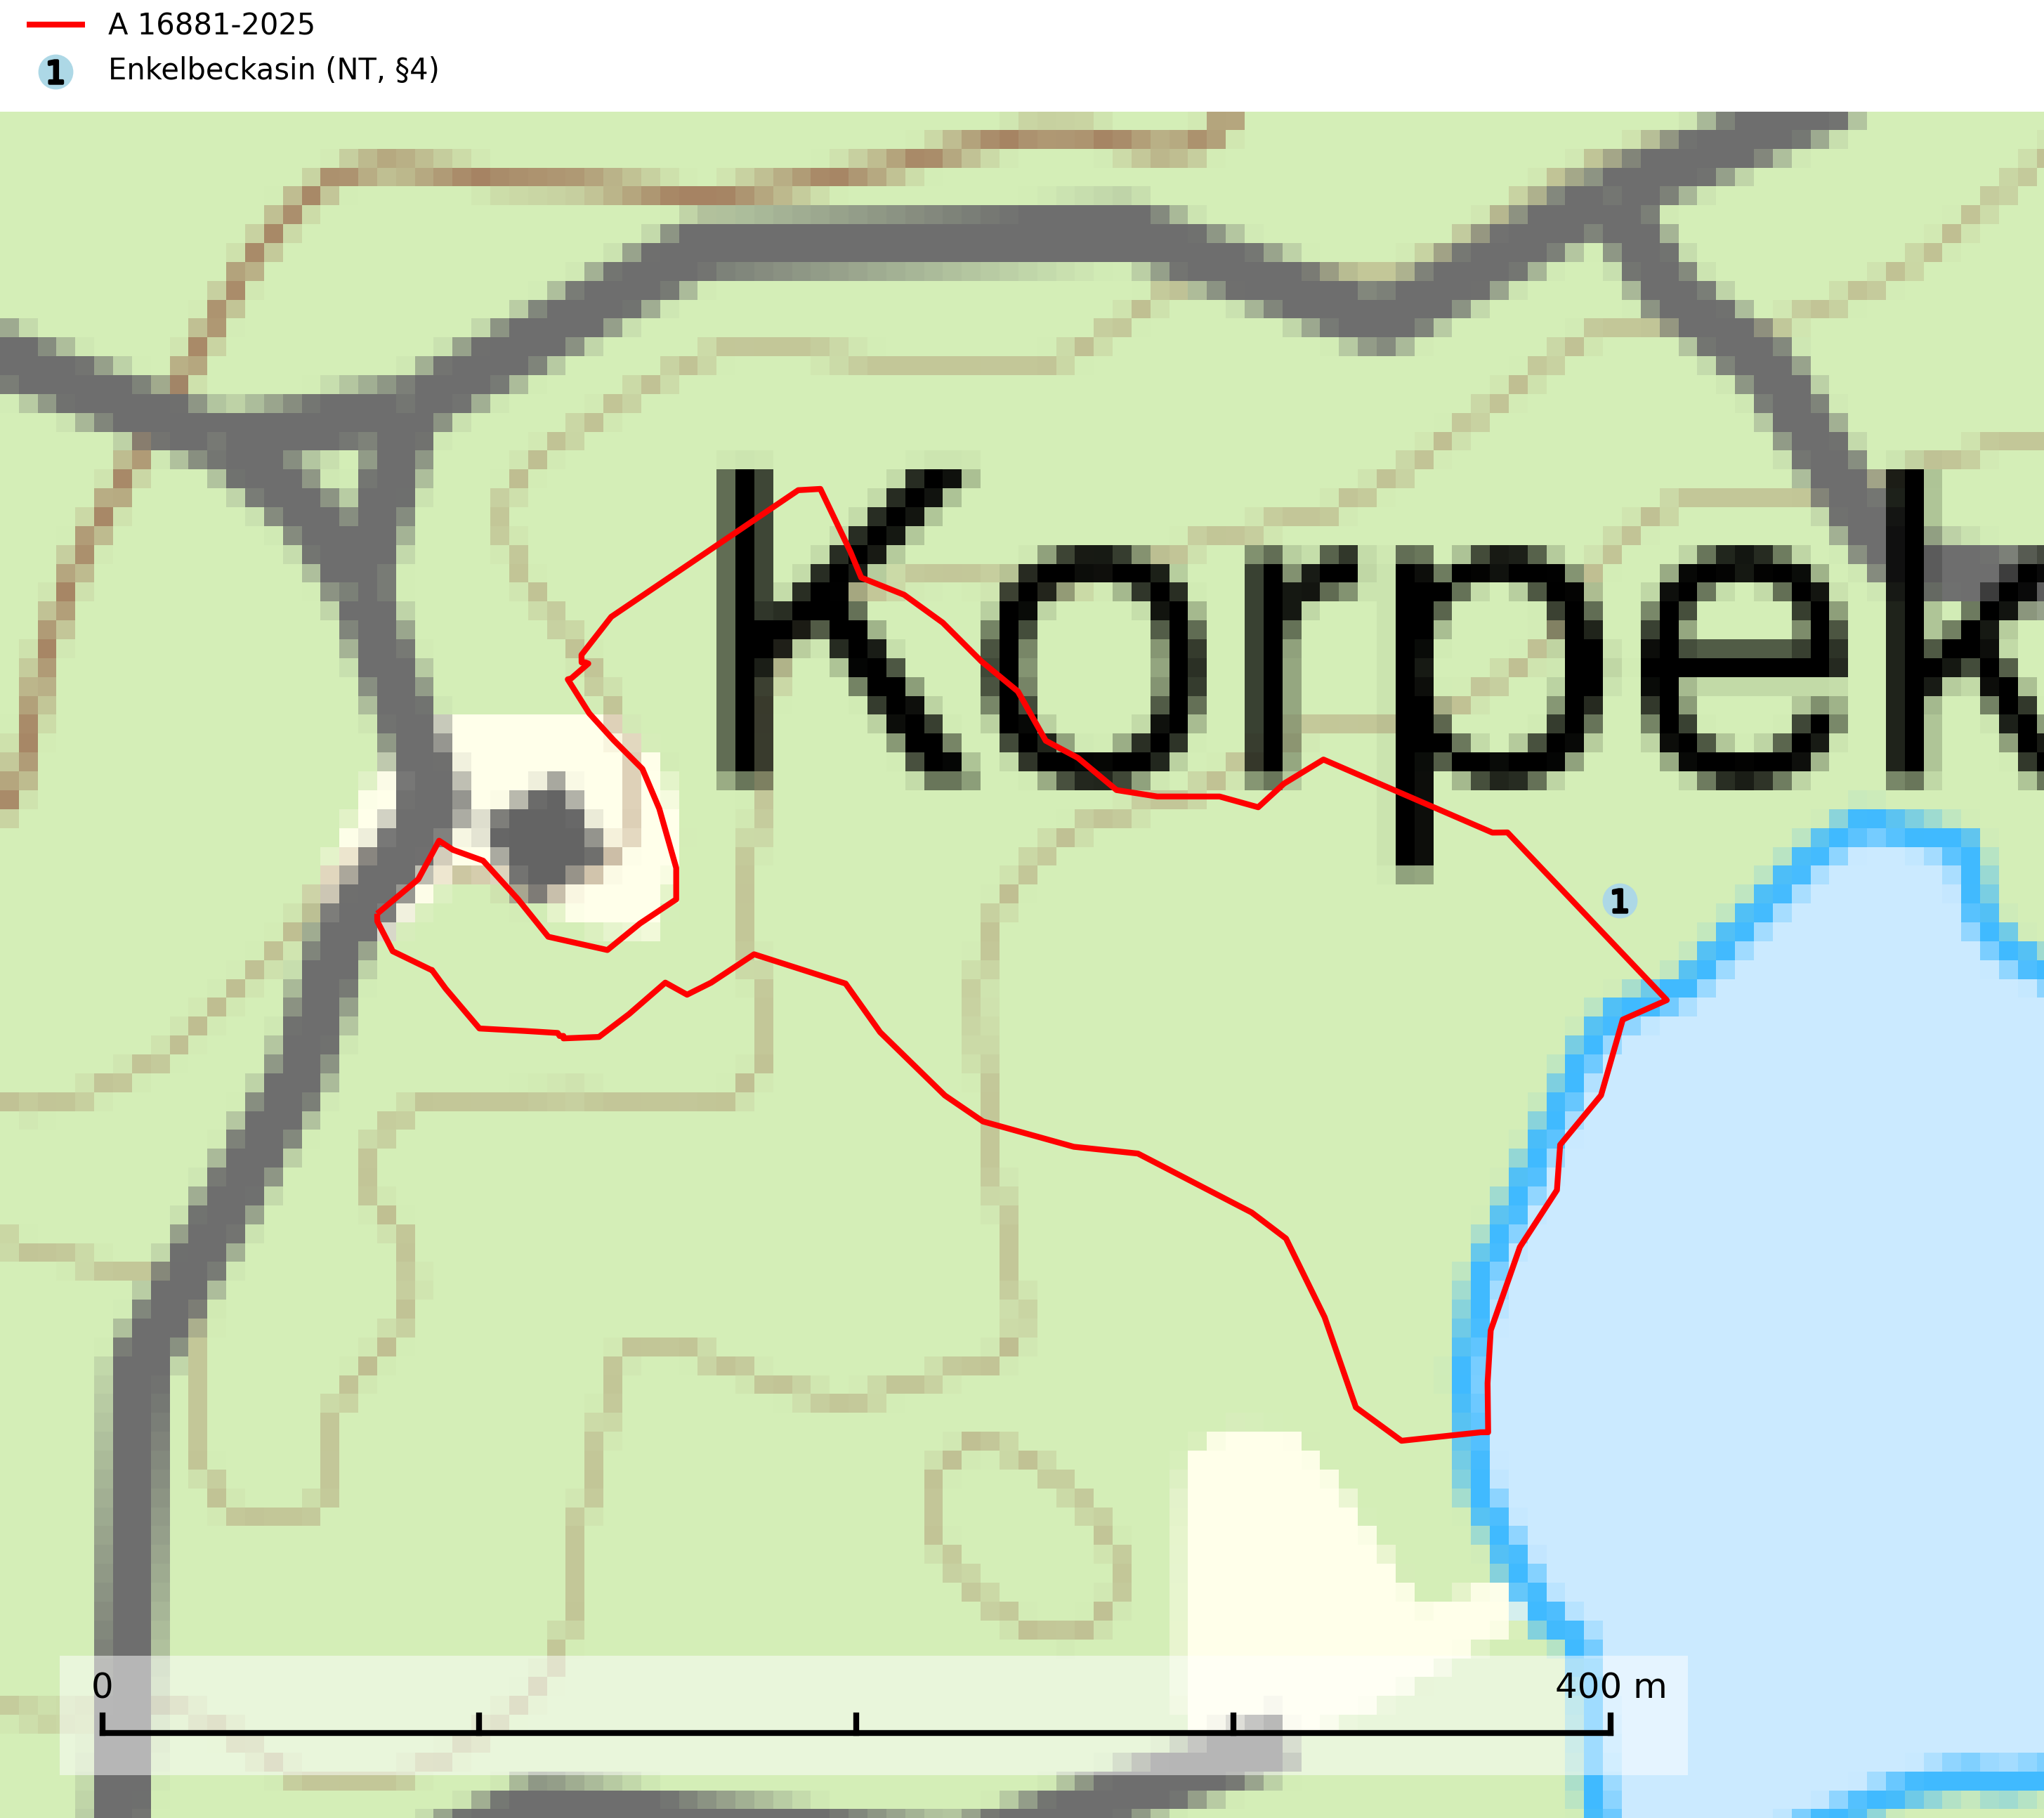 A 16881-2025
1 Enkelbeckasin (NT, §4)
Korpek
1
0 400 m